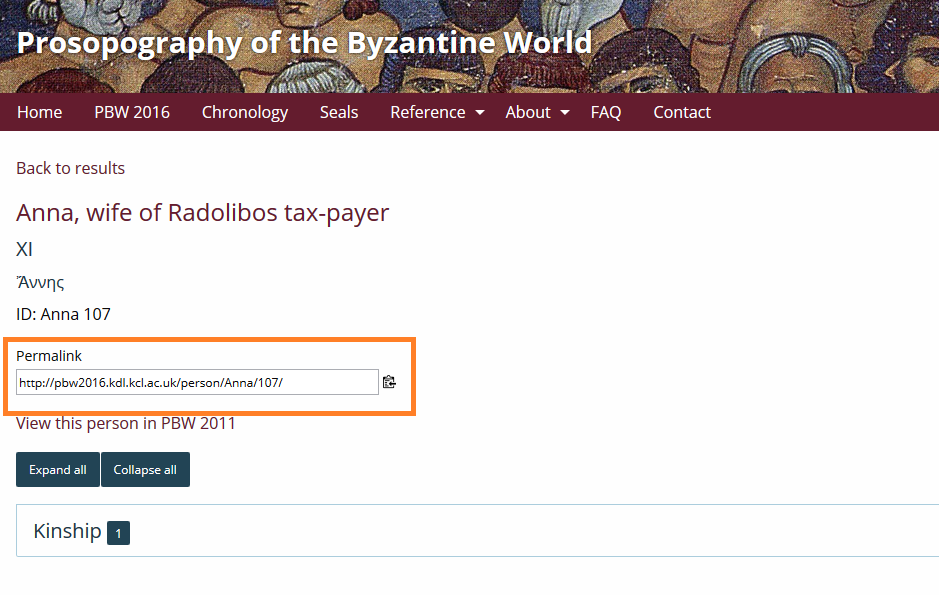 Prosopography of the Byzantine World
Home PBW 2016 Chronology Seals Reference About FAQ Contact
Back to results
Anna, wife of Radolibos tax-payer
XI
Ἄννης
ID: Anna 107
Permalink
http://pbw2016.kdl.kcl.ac.uk/person/Anna/107/
View this person in PBW 2011
Expand all Collapse all
Kinship 1